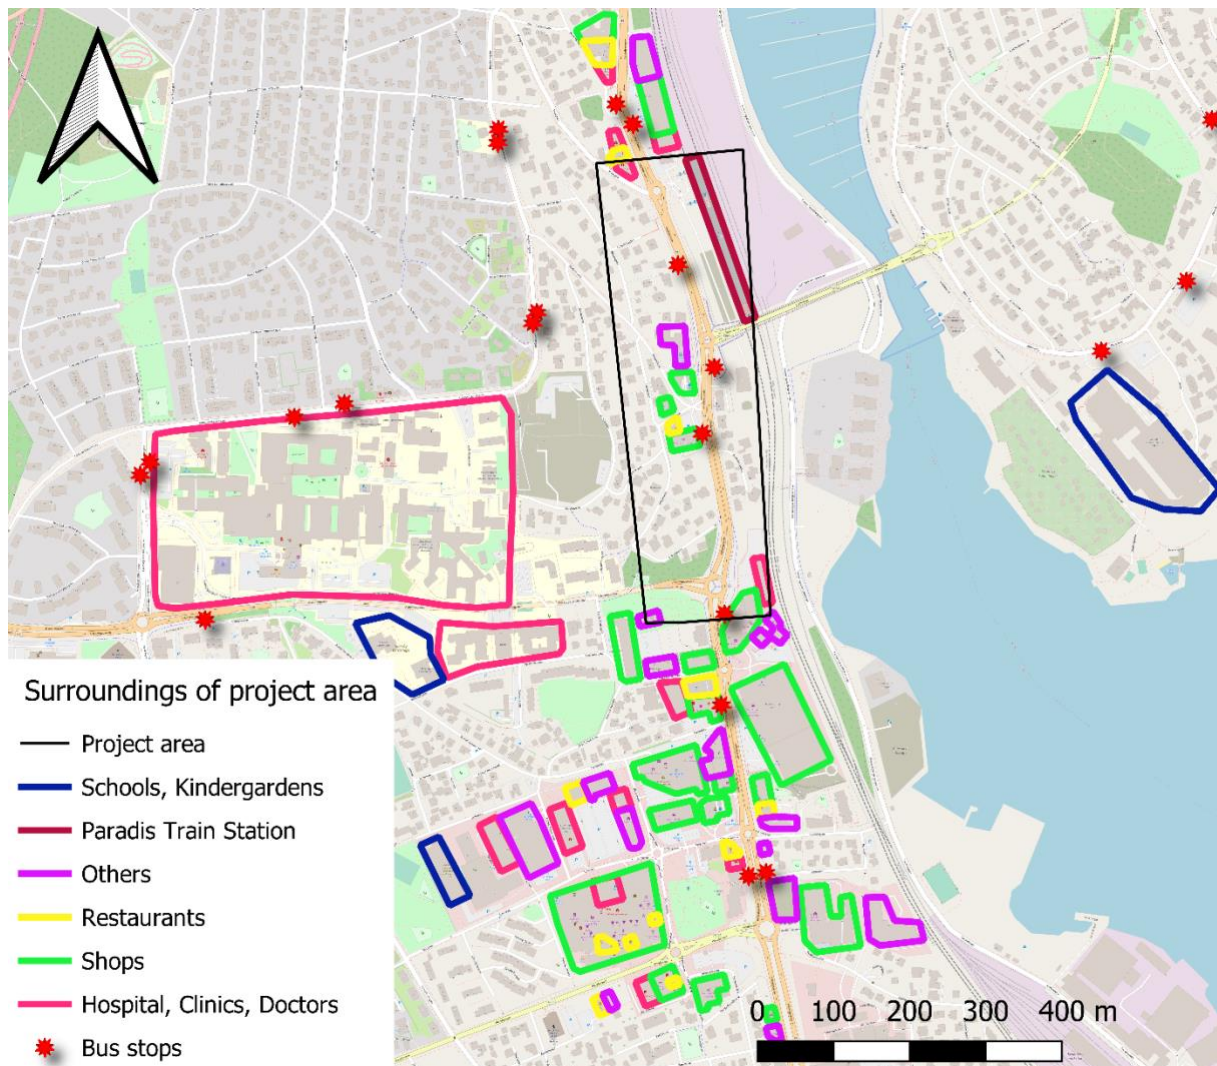 Surroundings of project area
Project area
Schools, Kindergardens
Paradis Train Station
Others
Restaurants
Shops
Hospital, Clinics, Doctors
Bus stops
0 100 200 300 400 m